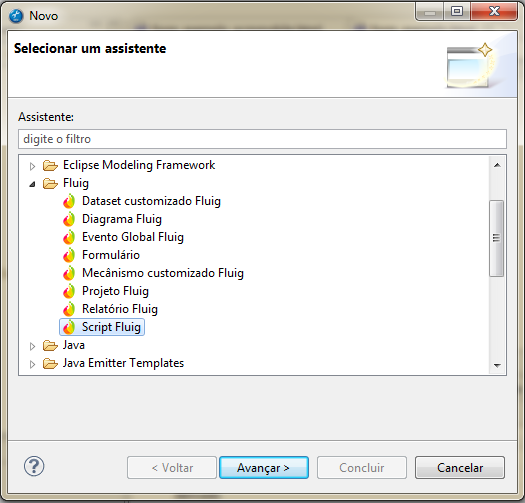 Novo
Selecionar um assistente
Assistente:
digite o filtro
Eclipse Modeling Framework
Fluig
Dataset customizado Fluig
Diagrama Fluig
Evento Global Fluig
Formulário
Mecânismo customizado Fluig
Projeto Fluig
Relatório Fluig
Script Fluig
Java
Java Emitter Templates
?
< Voltar
Avançar >
Concluir
Cancelar